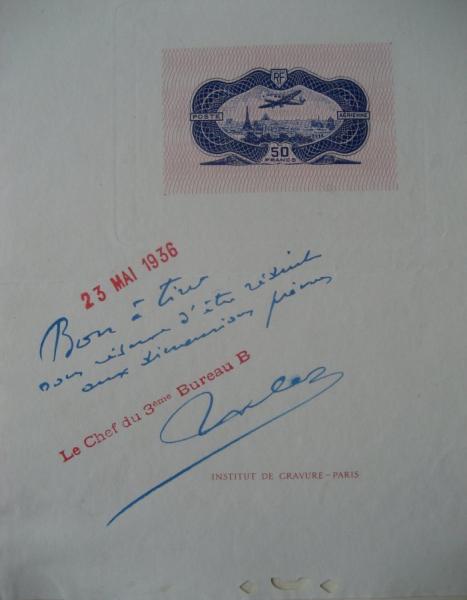 RF
POSTE
AÉRIENNE
50
FRANCS
23 MAI 1936
Bon à tirer
sous réserve d'être réduit
aux dimensions prévues
Le Chef du 3ème Bureau B
INSTITUT DE GRAVURE - PARIS